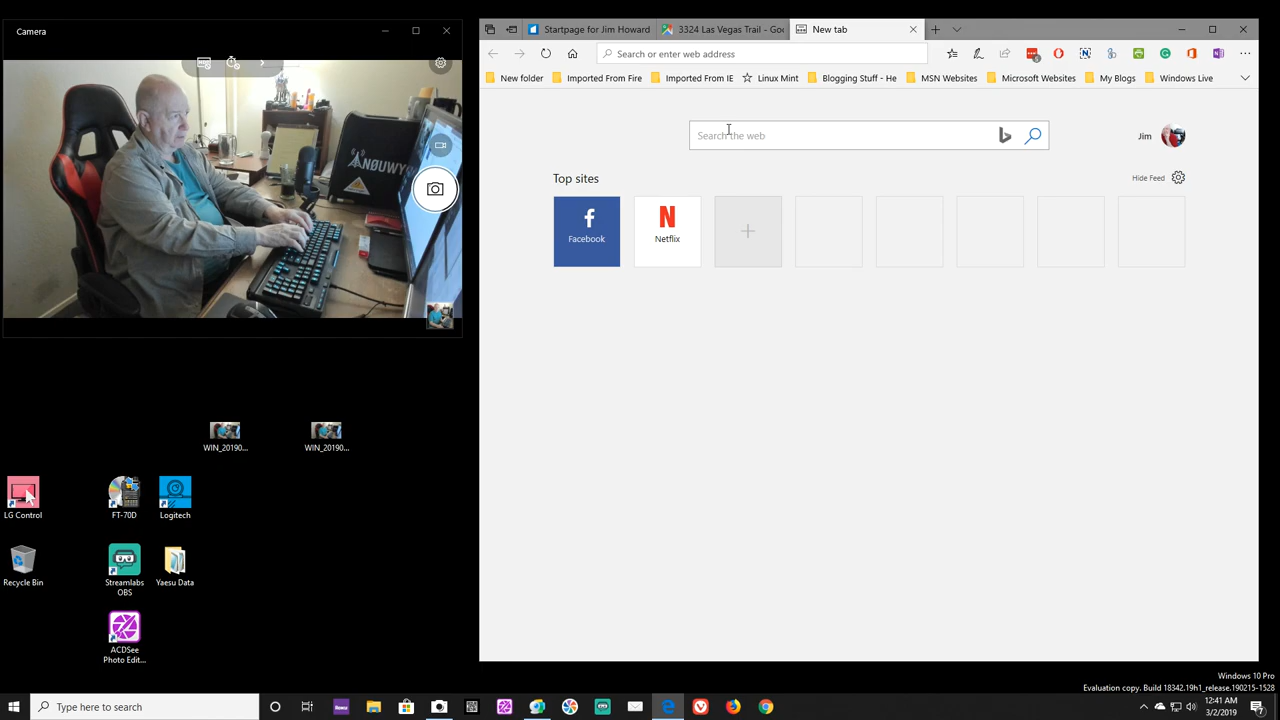 Camera
NOUWY
WIN_20190...
WIN_20190...
LG Control
FT-70D
Logitech
Recycle Bin
Streamlabs
OBS
Yaesu Data
ACDSee
Photo Edit...
Startpage for Jim Howard
3324 Las Vegas Trail - Goo
New tab
Search or enter web address
New folder
Imported From Fire
Imported From IE
Linux Mint
Blogging Stuff - He
MSN Websites
Microsoft Websites
My Blogs
Windows Live
Search the web
Jim
Top sites
Hide Feed
f
Facebook
N
Netflix
Windows 10 Pro
Evaluation copy. Build 18342.19h1_release.190215-1528
Type here to search
Roku
12:41 AM
3/2/2019